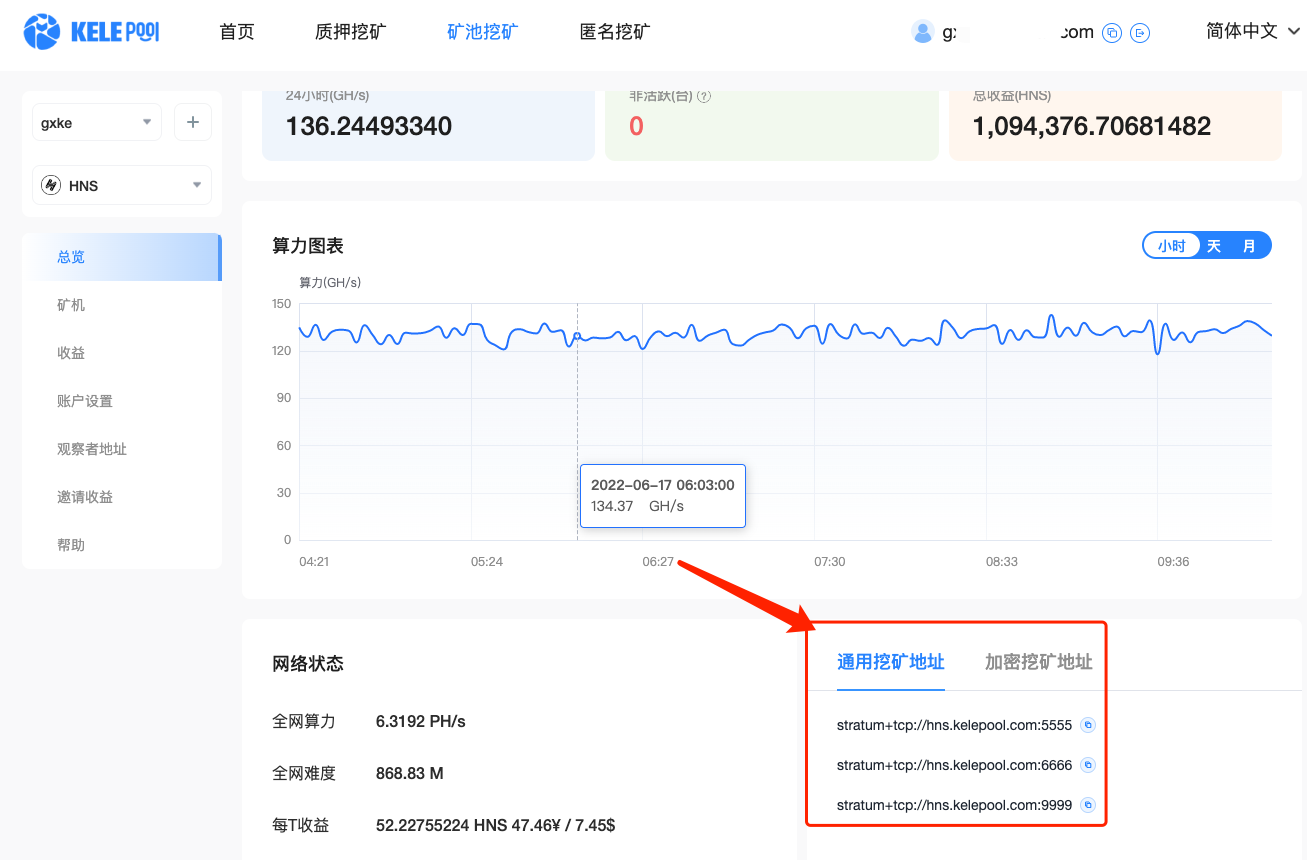 KELE POOL
首页
质押挖矿
矿池挖矿
匿名挖矿
com
简体中文
gxke
+
HNS
总览
矿机
收益
账户设置
观察者地址
邀请收益
帮助
24小时(GH/s)
136.24493340
非活跃(台) ?
0
总收益(HNS)
1,094,376.70681482
算力图表
小时 天 月
算力(GH/s)
150
120
90
60
30
0
2022-06-17 06:03:00
134.37 GH/s
04:21 05:24 06:27 07:30 08:33 09:36
网络状态
全网算力 6.3192 PH/s
全网难度 868.83 M
每T收益 52.22755224 HNS 47.46¥ / 7.45$
通用挖矿地址 加密挖矿地址
stratum+tcp://hns.kelepool.com:5555
stratum+tcp://hns.kelepool.com:6666
stratum+tcp://hns.kelepool.com:9999